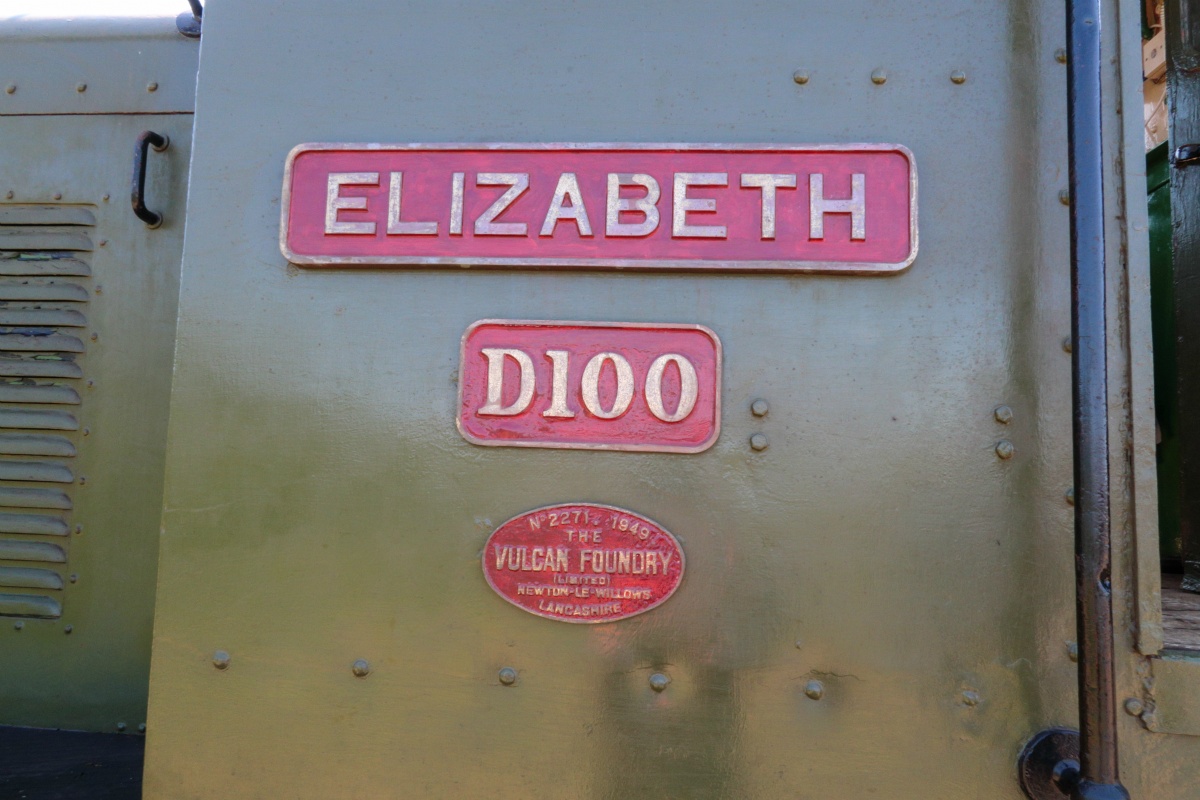 ELIZABETH
D100
No 2271 · 1949
THE
VULCAN FOUNDRY
(LIMITED)
NEWTON-LE-WILLOWS
LANCASHIRE